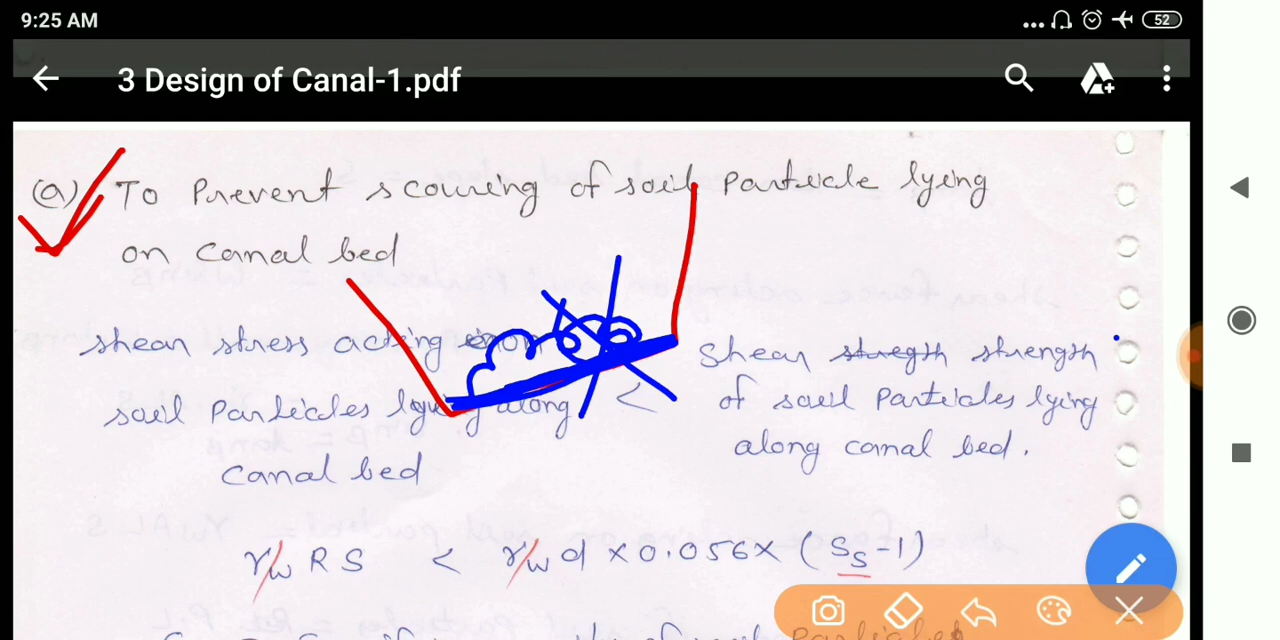 9:25 AM
52
3 Design of Canal-1.pdf
(a) To Prevent scouring of soil particle lying
on canal bed
shear stress acting on
soil Particles lying along
canal bed
<
shear stregth strength
of soil Particles lying
along canal bed.
γw R S < γw d × 0.056 × (Ss - 1)